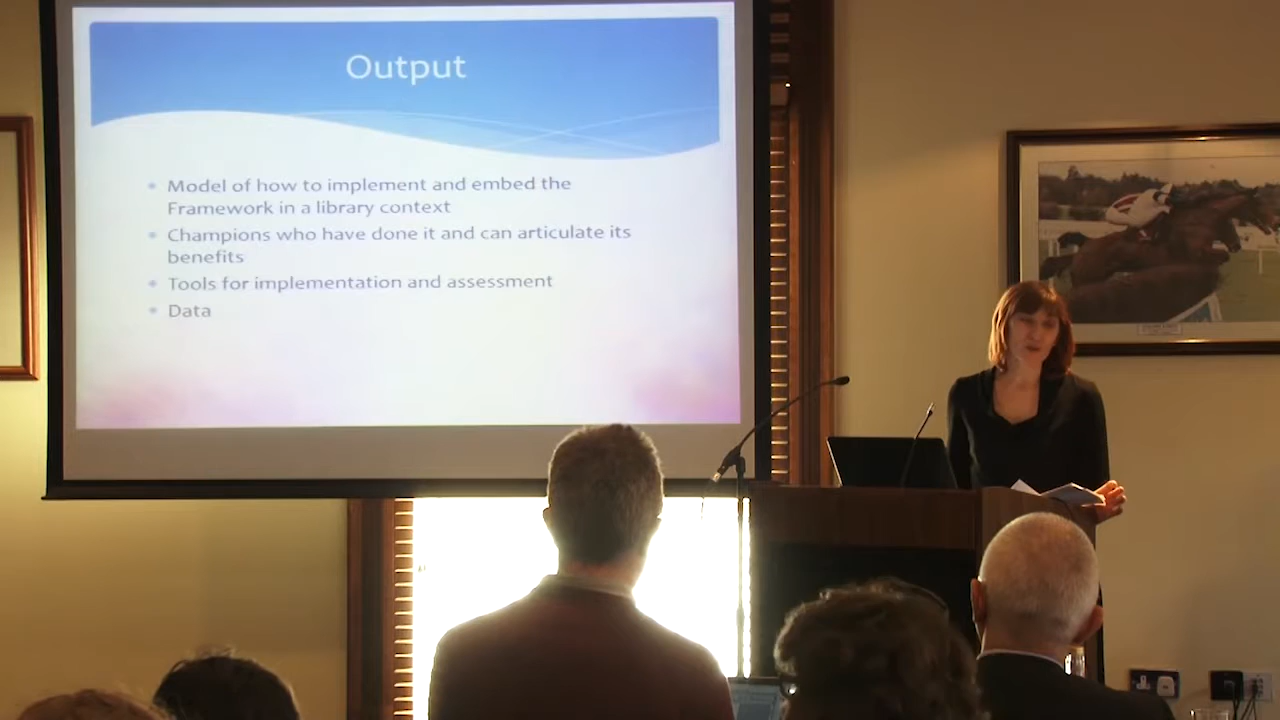 Output
Model of how to implement and embed the
Framework in a library context
Champions who have done it and can articulate its
benefits
Tools for implementation and assessment
Data